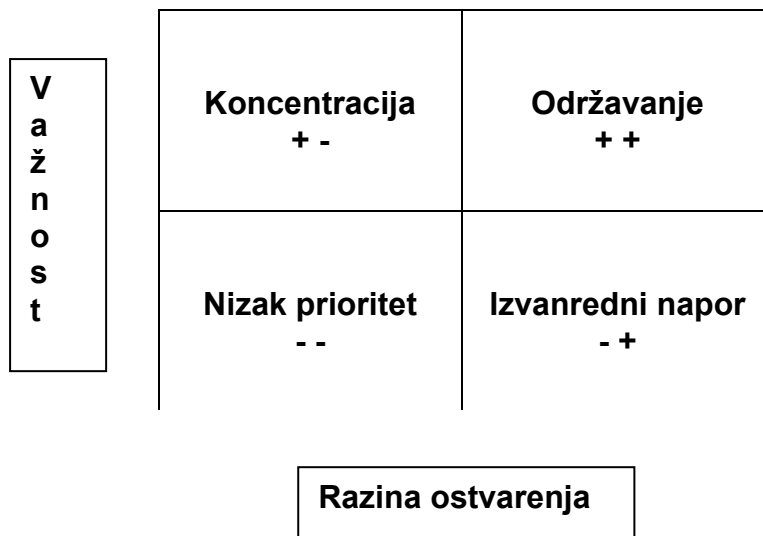 V
a
ž
n
o
s
t
Koncentracija
+ -
Održavanje
+ +
Nizak prioritet
- -
Izvanredni napor
- +
Razina ostvarenja